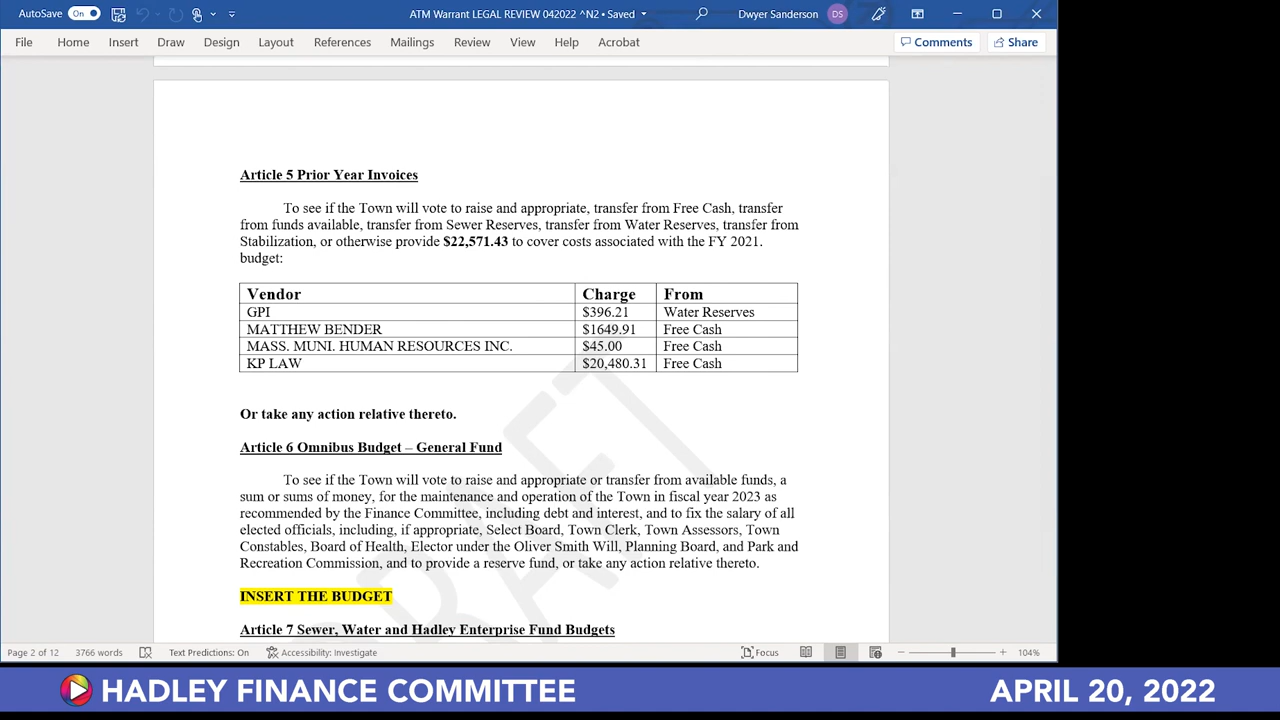 AutoSave On ATM Warrant LEGAL REVIEW 042022 ^N2 • Saved Dwyer Sanderson DS
File Home Insert Draw Design Layout References Mailings Review View Help Acrobat Comments Share
Article 5 Prior Year Invoices
To see if the Town will vote to raise and appropriate, transfer from Free Cash, transfer
from funds available, transfer from Sewer Reserves, transfer from Water Reserves, transfer from
Stabilization, or otherwise provide $22,571.43 to cover costs associated with the FY 2021.
budget:
Vendor Charge From
GPI $396.21 Water Reserves
MATTHEW BENDER $1649.91 Free Cash
MASS. MUNI. HUMAN RESOURCES INC. $45.00 Free Cash
KP LAW $20,480.31 Free Cash
Or take any action relative thereto.
Article 6 Omnibus Budget – General Fund
To see if the Town will vote to raise and appropriate or transfer from available funds, a
sum or sums of money, for the maintenance and operation of the Town in fiscal year 2023 as
recommended by the Finance Committee, including debt and interest, and to fix the salary of all
elected officials, including, if appropriate, Select Board, Town Clerk, Town Assessors, Town
Constables, Board of Health, Elector under the Oliver Smith Will, Planning Board, and Park and
Recreation Commission, and to provide a reserve fund, or take any action relative thereto.
INSERT THE BUDGET
Article 7 Sewer, Water and Hadley Enterprise Fund Budgets
DRAFT
Page 2 of 12 3766 words Text Predictions: On Accessibility: Investigate Focus 104%
HADLEY FINANCE COMMITTEE APRIL 20, 2022